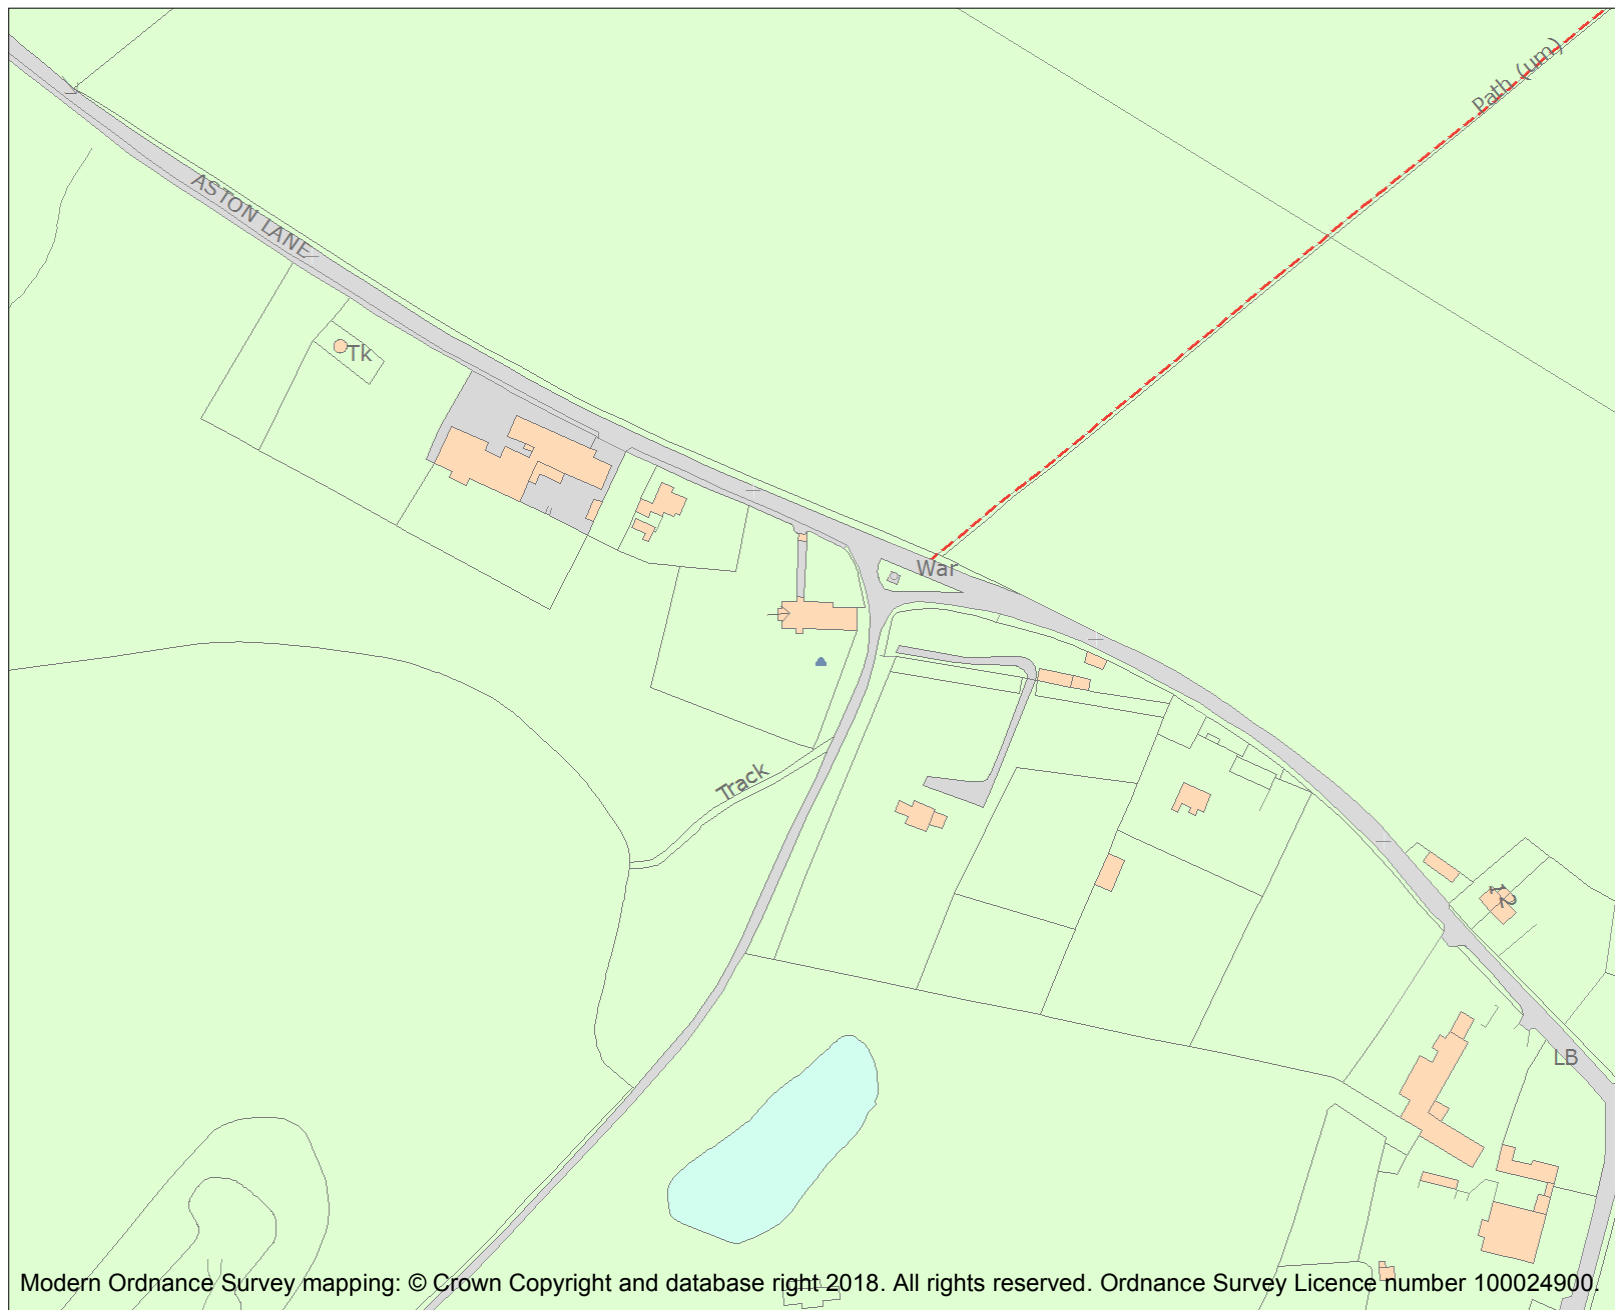 Path (um)
ASTON LANE
Tk
War
Track
12
LB
Modern Ordnance Survey mapping: © Crown Copyright and database right 2018. All rights reserved. Ordnance Survey Licence number 100024900.